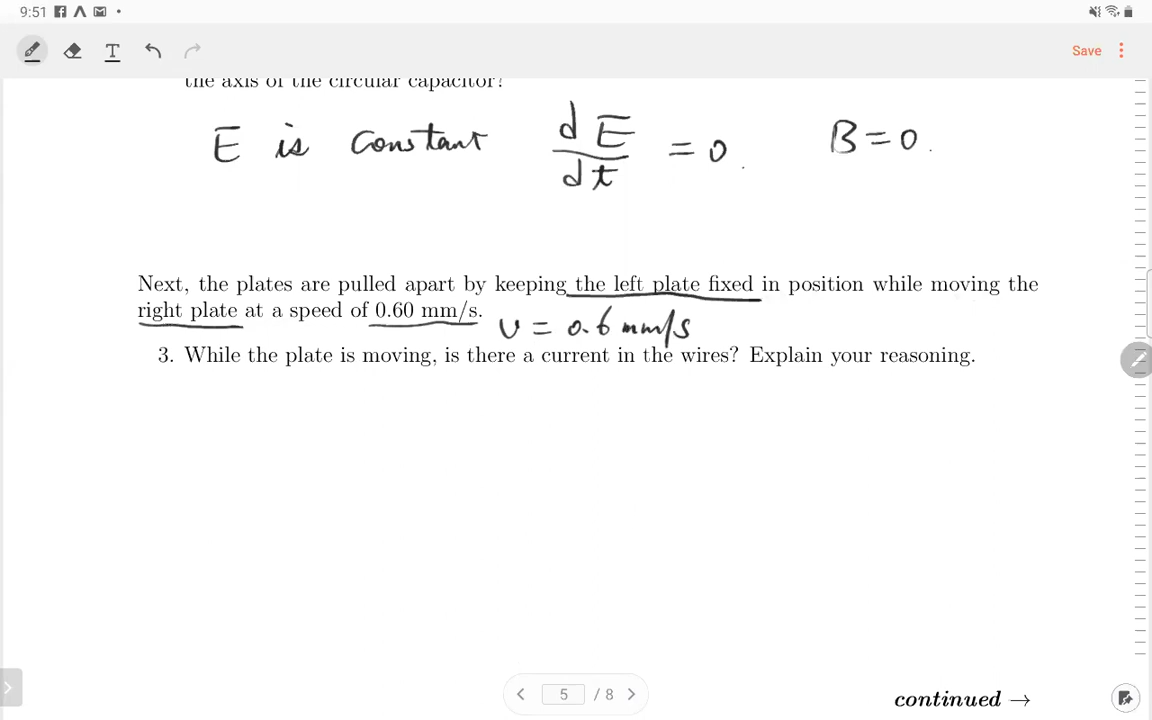 9:51
Save
the axis of the circular capacitor?
E is constant dE/dt = 0. B = 0.
Next, the plates are pulled apart by keeping the left plate fixed in position while moving the
right plate at a speed of 0.60 mm/s.
v = 0.6 mm/s
3. While the plate is moving, is there a current in the wires? Explain your reasoning.
5 / 8
continued →